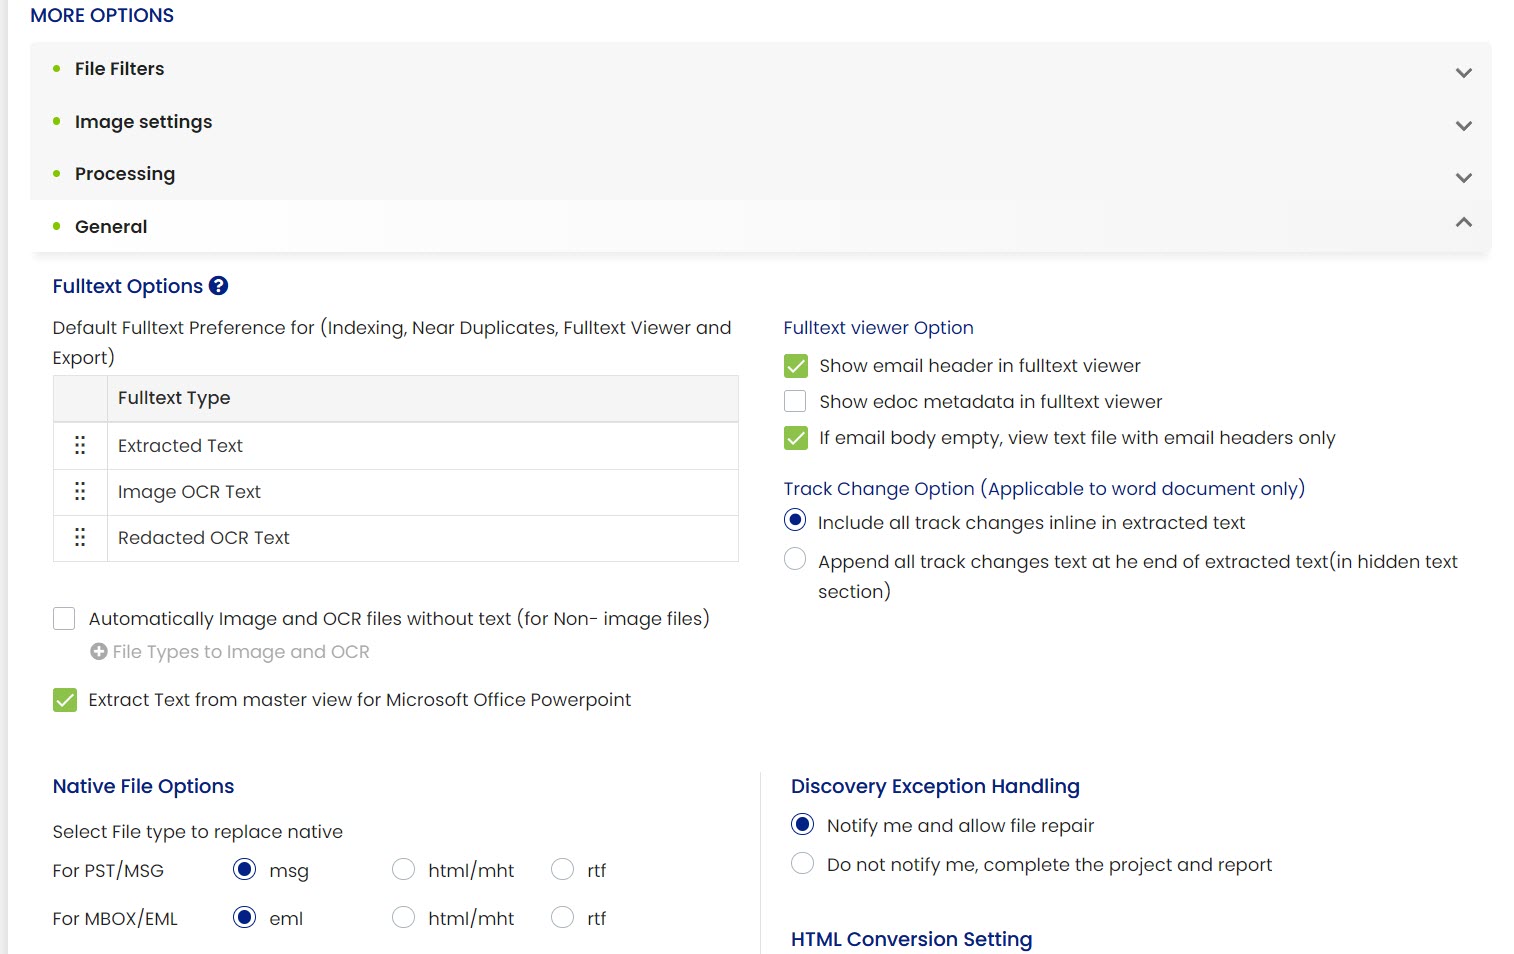 MORE OPTIONS
File Filters
Image settings
Processing
General
Fulltext Options
Default Fulltext Preference for (Indexing, Near Duplicates, Fulltext Viewer and
Export)
Fulltext Type
Extracted Text
Image OCR Text
Redacted OCR Text
Automatically Image and OCR files without text (for Non- image files)
File Types to Image and OCR
Extract Text from master view for Microsoft Office Powerpoint
Fulltext viewer Option
Show email header in fulltext viewer
Show edoc metadata in fulltext viewer
If email body empty, view text file with email headers only
Track Change Option (Applicable to word document only)
Include all track changes inline in extracted text
Append all track changes text at he end of extracted text(in hidden text
section)
Native File Options
Select File type to replace native
For PST/MSG msg html/mht rtf
For MBOX/EML eml html/mht rtf
Discovery Exception Handling
Notify me and allow file repair
Do not notify me, complete the project and report
HTML Conversion Setting